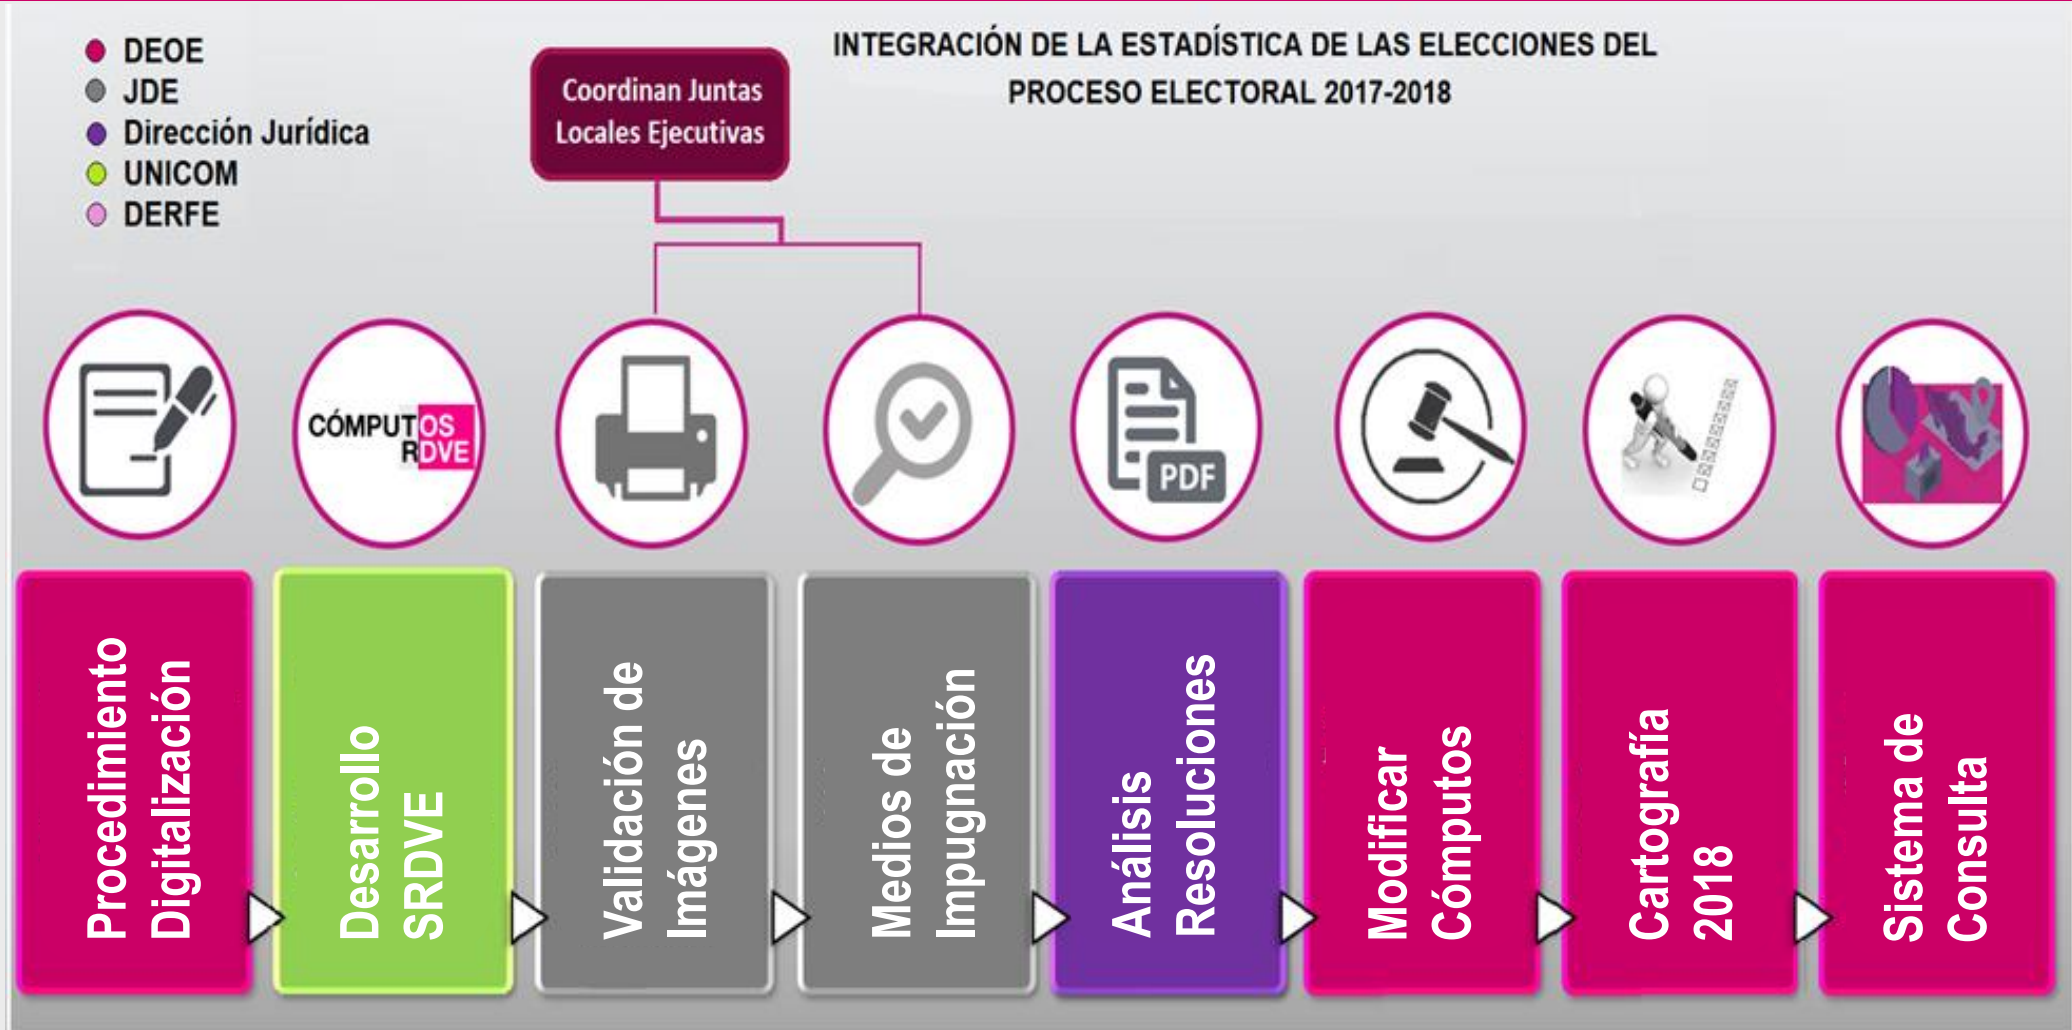 DEOE
JDE
Dirección Jurídica
UNICOM
DERFE
Coordinan Juntas
Locales Ejecutivas
INTEGRACIÓN DE LA ESTADÍSTICA DE LAS ELECCIONES DEL
PROCESO ELECTORAL 2017-2018
CÓMPUTOS
RDVE
PDF
Procedimiento
Digitalización
Desarrollo
SRDVE
Validación de
Imágenes
Medios de
Impugnación
Análisis
Resoluciones
Modificar
Cómputos
Cartografía
2018
Sistema de
Consulta